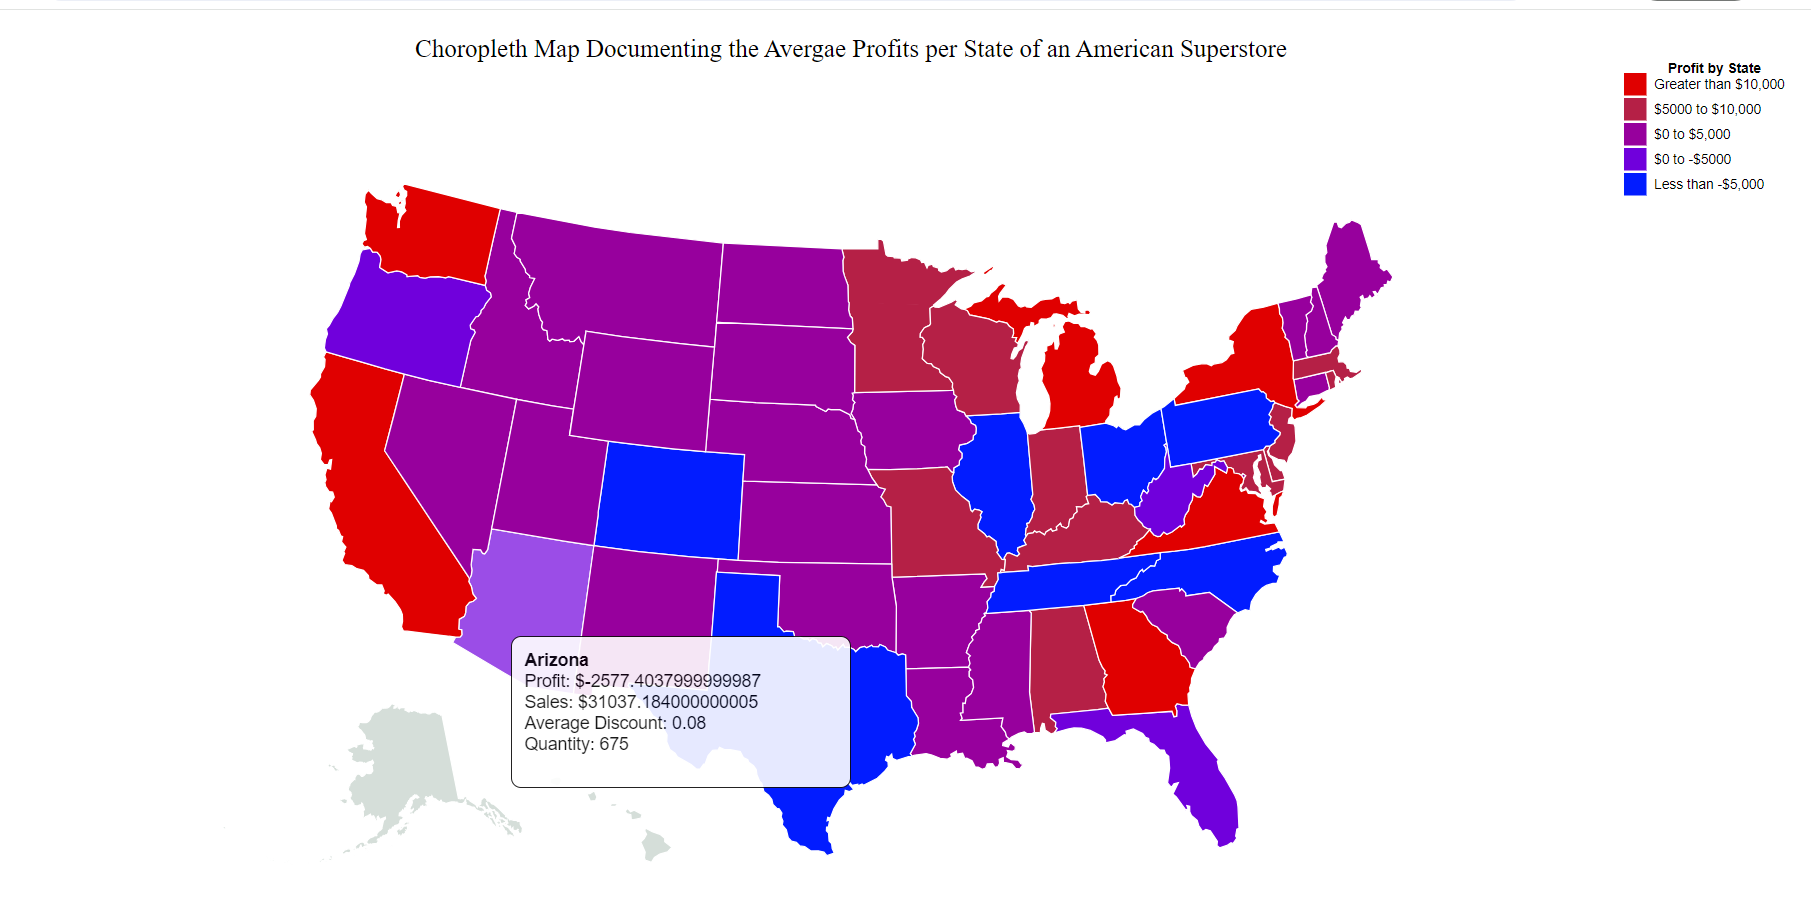 Choropleth Map Documenting the Avergae Profits per State of an American Superstore
Profit by State
Greater than $10,000
$5000 to $10,000
$0 to $5,000
$0 to -$5000
Less than -$5,000
Arizona
Profit: $-2577.4037999999987
Sales: $31037.184000000005
Average Discount: 0.08
Quantity: 675